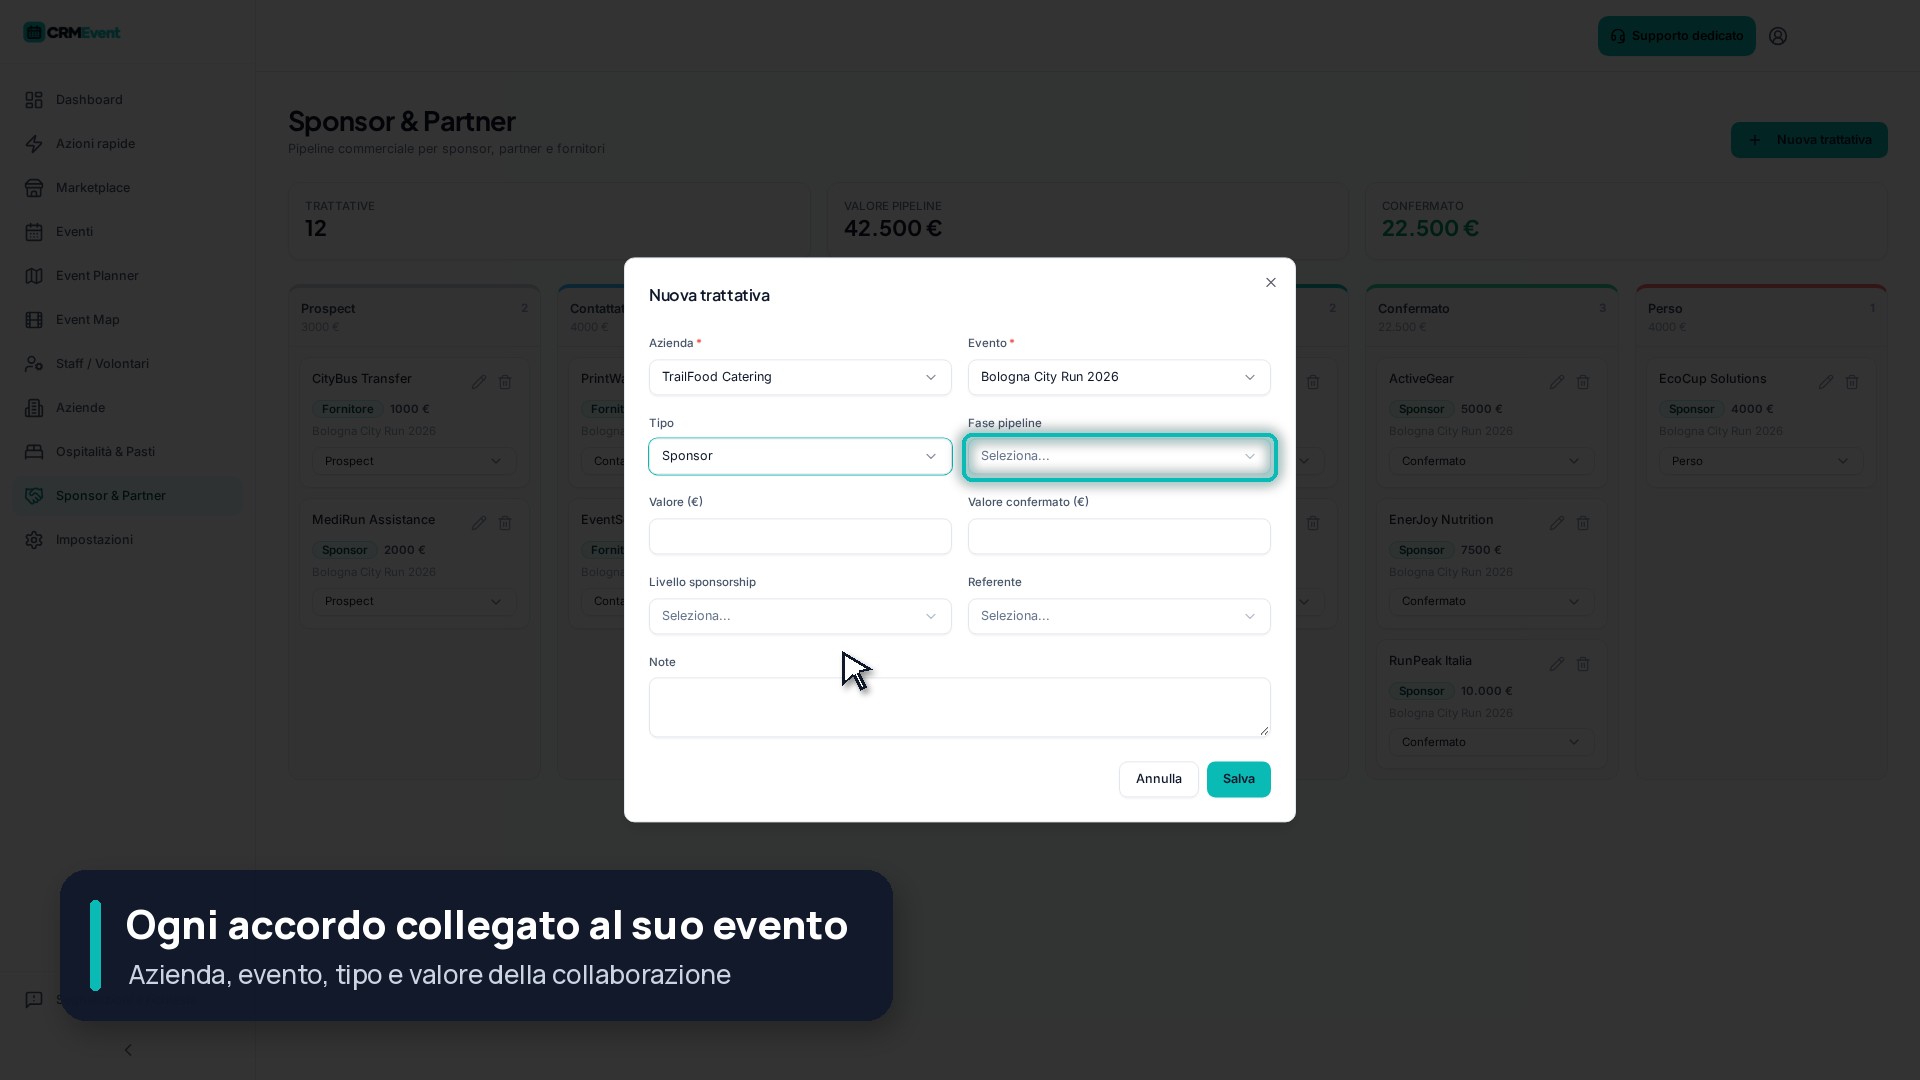 CRMEvent
Supporto dedicato
Dashboard
Azioni rapide
Marketplace
Eventi
Event Planner
Event Map
Staff / Volontari
Aziende
Ospitalità & Pasti
Sponsor & Partner
Impostazioni
Sponsor & Partner
Pipeline commerciale per sponsor, partner e fornitori
Nuova trattativa
TRATTATIVE
12
VALORE PIPELINE
42.500 €
CONFERMATO
22.500 €
Prospect 2
3000 €
CityBus Transfer
Fornitore 1000 €
Bologna City Run 2026
Prospect
MediRun Assistance
Sponsor 2000 €
Bologna City Run 2026
Prospect
4000 €
2
Confermato 3
22.500 €
ActiveGear
Sponsor 5000 €
Bologna City Run 2026
Confermato
EnerJoy Nutrition
Sponsor 7500 €
Bologna City Run 2026
Confermato
RunPeak Italia
Sponsor 10.000 €
Bologna City Run 2026
Confermato
Perso 1
4000 €
EcoCup Solutions
Sponsor 4000 €
Bologna City Run 2026
Perso
Nuova trattativa
Azienda *
TrailFood Catering
Evento *
Bologna City Run 2026
Tipo
Sponsor
Fase pipeline
Seleziona...
Valore (€)
Valore confermato (€)
Livello sponsorship
Seleziona...
Referente
Seleziona...
Note
Annulla
Salva
Ogni accordo collegato al suo evento
Azienda, evento, tipo e valore della collaborazione